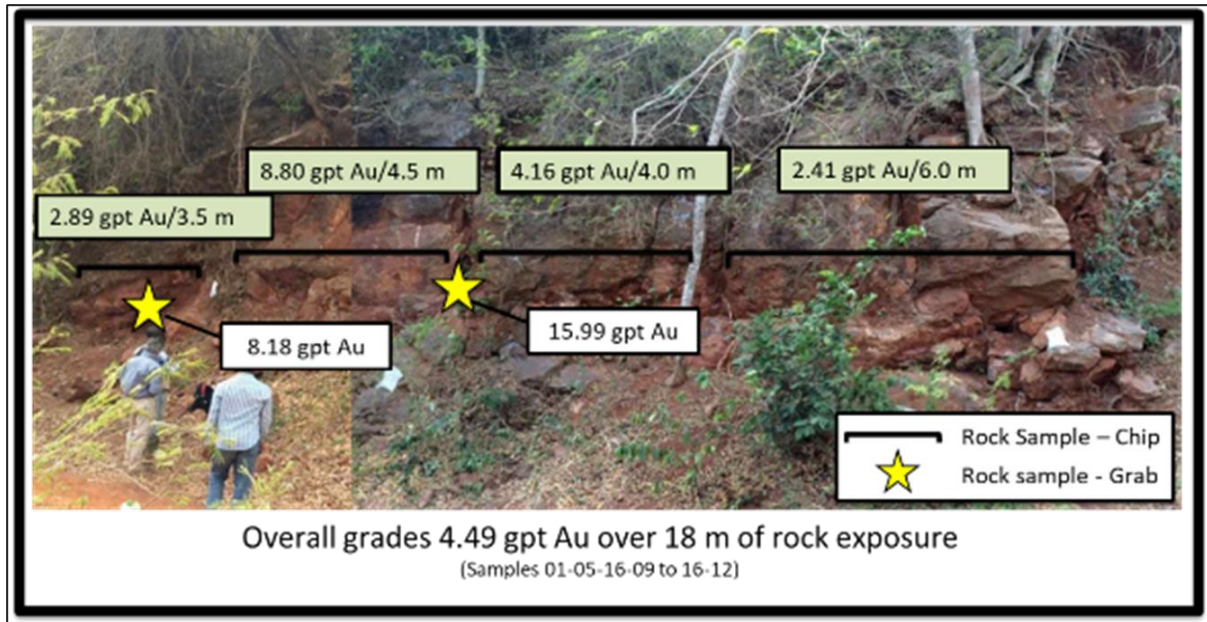 8.80 gpt Au/4.5 m
4.16 gpt Au/4.0 m
2.41 gpt Au/6.0 m
2.89 gpt Au/3.5 m
8.18 gpt Au
15.99 gpt Au
Rock Sample – Chip
Rock sample - Grab
Overall grades 4.49 gpt Au over 18 m of rock exposure
(Samples 01-05-16-09 to 16-12)